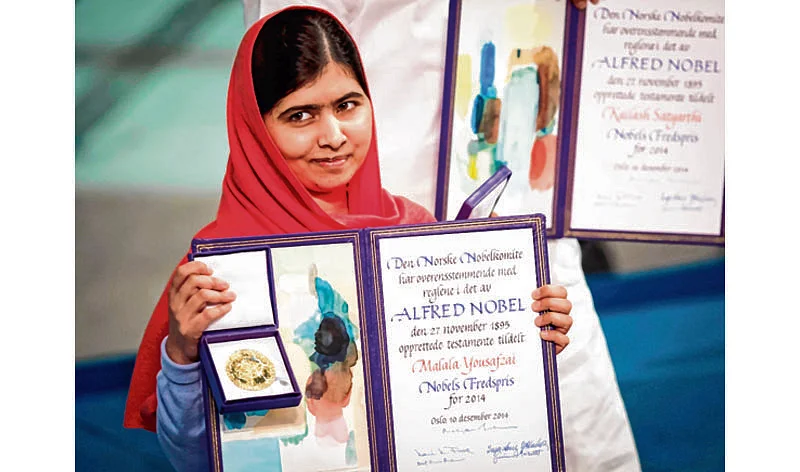 Den Norske Nobelkomite
har overensstemmende med
reglene i det av
ALFRED NOBEL
den 27. november 1895
opprettede testamente tildelt
Kailash Satyarthi
Nobels Fredspris
for 2014
Oslo, 10 desember 2014
Den Norske Nobelkomite
har overensstemmende med
reglene i det av
ALFRED NOBEL
den 27. november 1895
opprettede testamente tildelt
Malala Yousafzai
Nobels Fredspris
for 2014
Oslo, 10 desember 2014